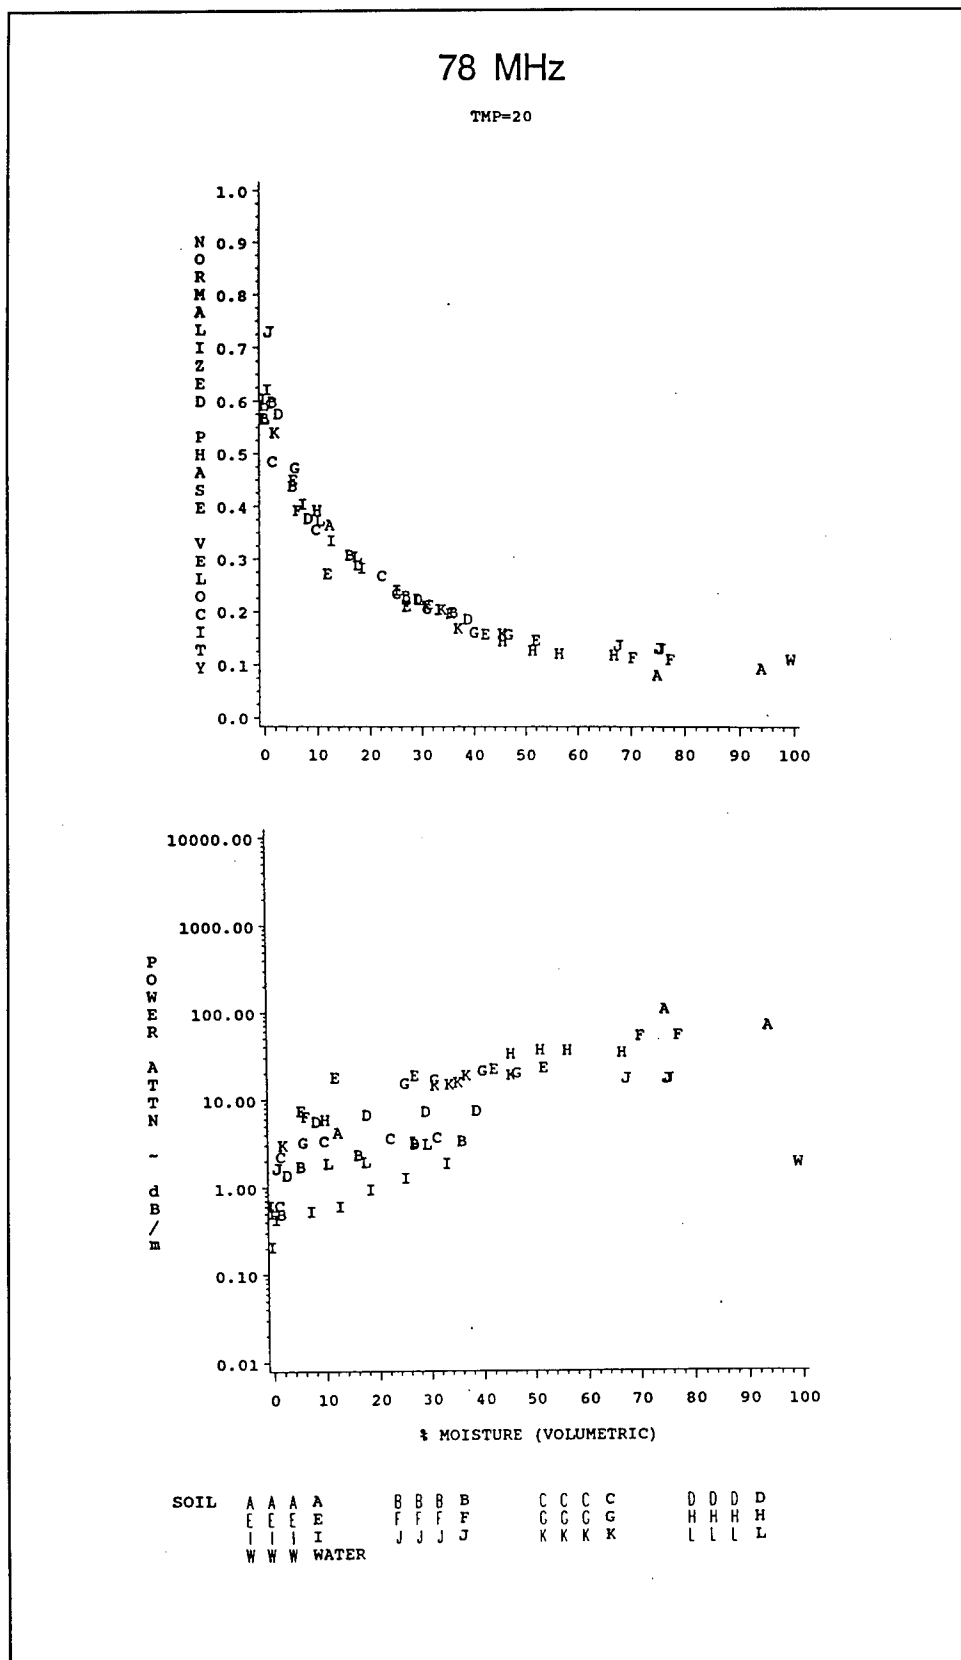 78 MHz
TMP=20
NORMALIZED PHASE VELOCITY
1.0
0.9
0.8
0.7
0.6
0.5
0.4
0.3
0.2
0.1
0.0
0 10 20 30 40 50 60 70 80 90 100
POWER ATTN ~ dB/m
10000.00
1000.00
100.00
10.00
1.00
0.10
0.01
0 10 20 30 40 50 60 70 80 90 100
% MOISTURE (VOLUMETRIC)
SOIL A A A A B B B B C C C C D D D D
E E E E F F F F G G G G H H H H
I I I I J J J J K K K K L L L L
W W W WATER